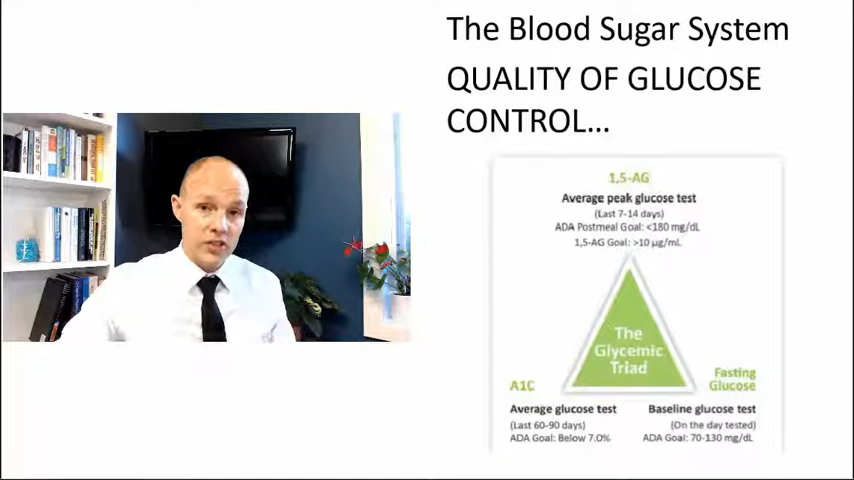 The Blood Sugar System
QUALITY OF GLUCOSE
CONTROL...
1,5-AG
Average peak glucose test
(Last 7-14 days)
ADA Postmeal Goal: <180 mg/dL
1,5-AG Goal: >10 µg/mL
The
Glycemic
Triad
A1C
Average glucose test
(Last 60-90 days)
ADA Goal: Below 7.0%
Fasting
Glucose
Baseline glucose test
(On the day tested)
ADA Goal: 70-130 mg/dL